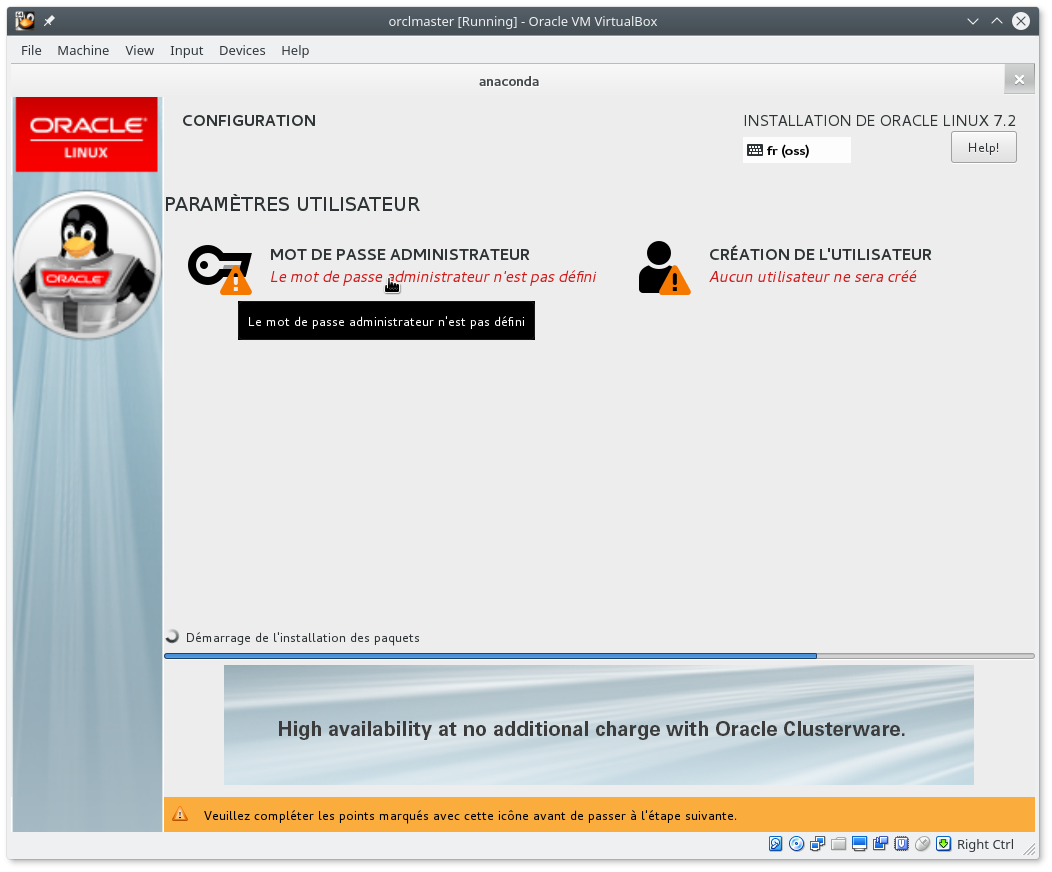 orclmaster [Running] - Oracle VM VirtualBox
File Machine View Input Devices Help
anaconda
ORACLE
LINUX
CONFIGURATION
INSTALLATION DE ORACLE LINUX 7.2
fr (oss)
Help!
PARAMÈTRES UTILISATEUR
MOT DE PASSE ADMINISTRATEUR
Le mot de passe administrateur n'est pas défini
CRÉATION DE L'UTILISATEUR
Aucun utilisateur ne sera créé
ORACLE
Le mot de passe administrateur n'est pas défini
Démarrage de l'installation des paquets
High availability at no additional charge with Oracle Clusterware.
Veuillez compléter les points marqués avec cette icône avant de passer à l'étape suivante.
Right Ctrl